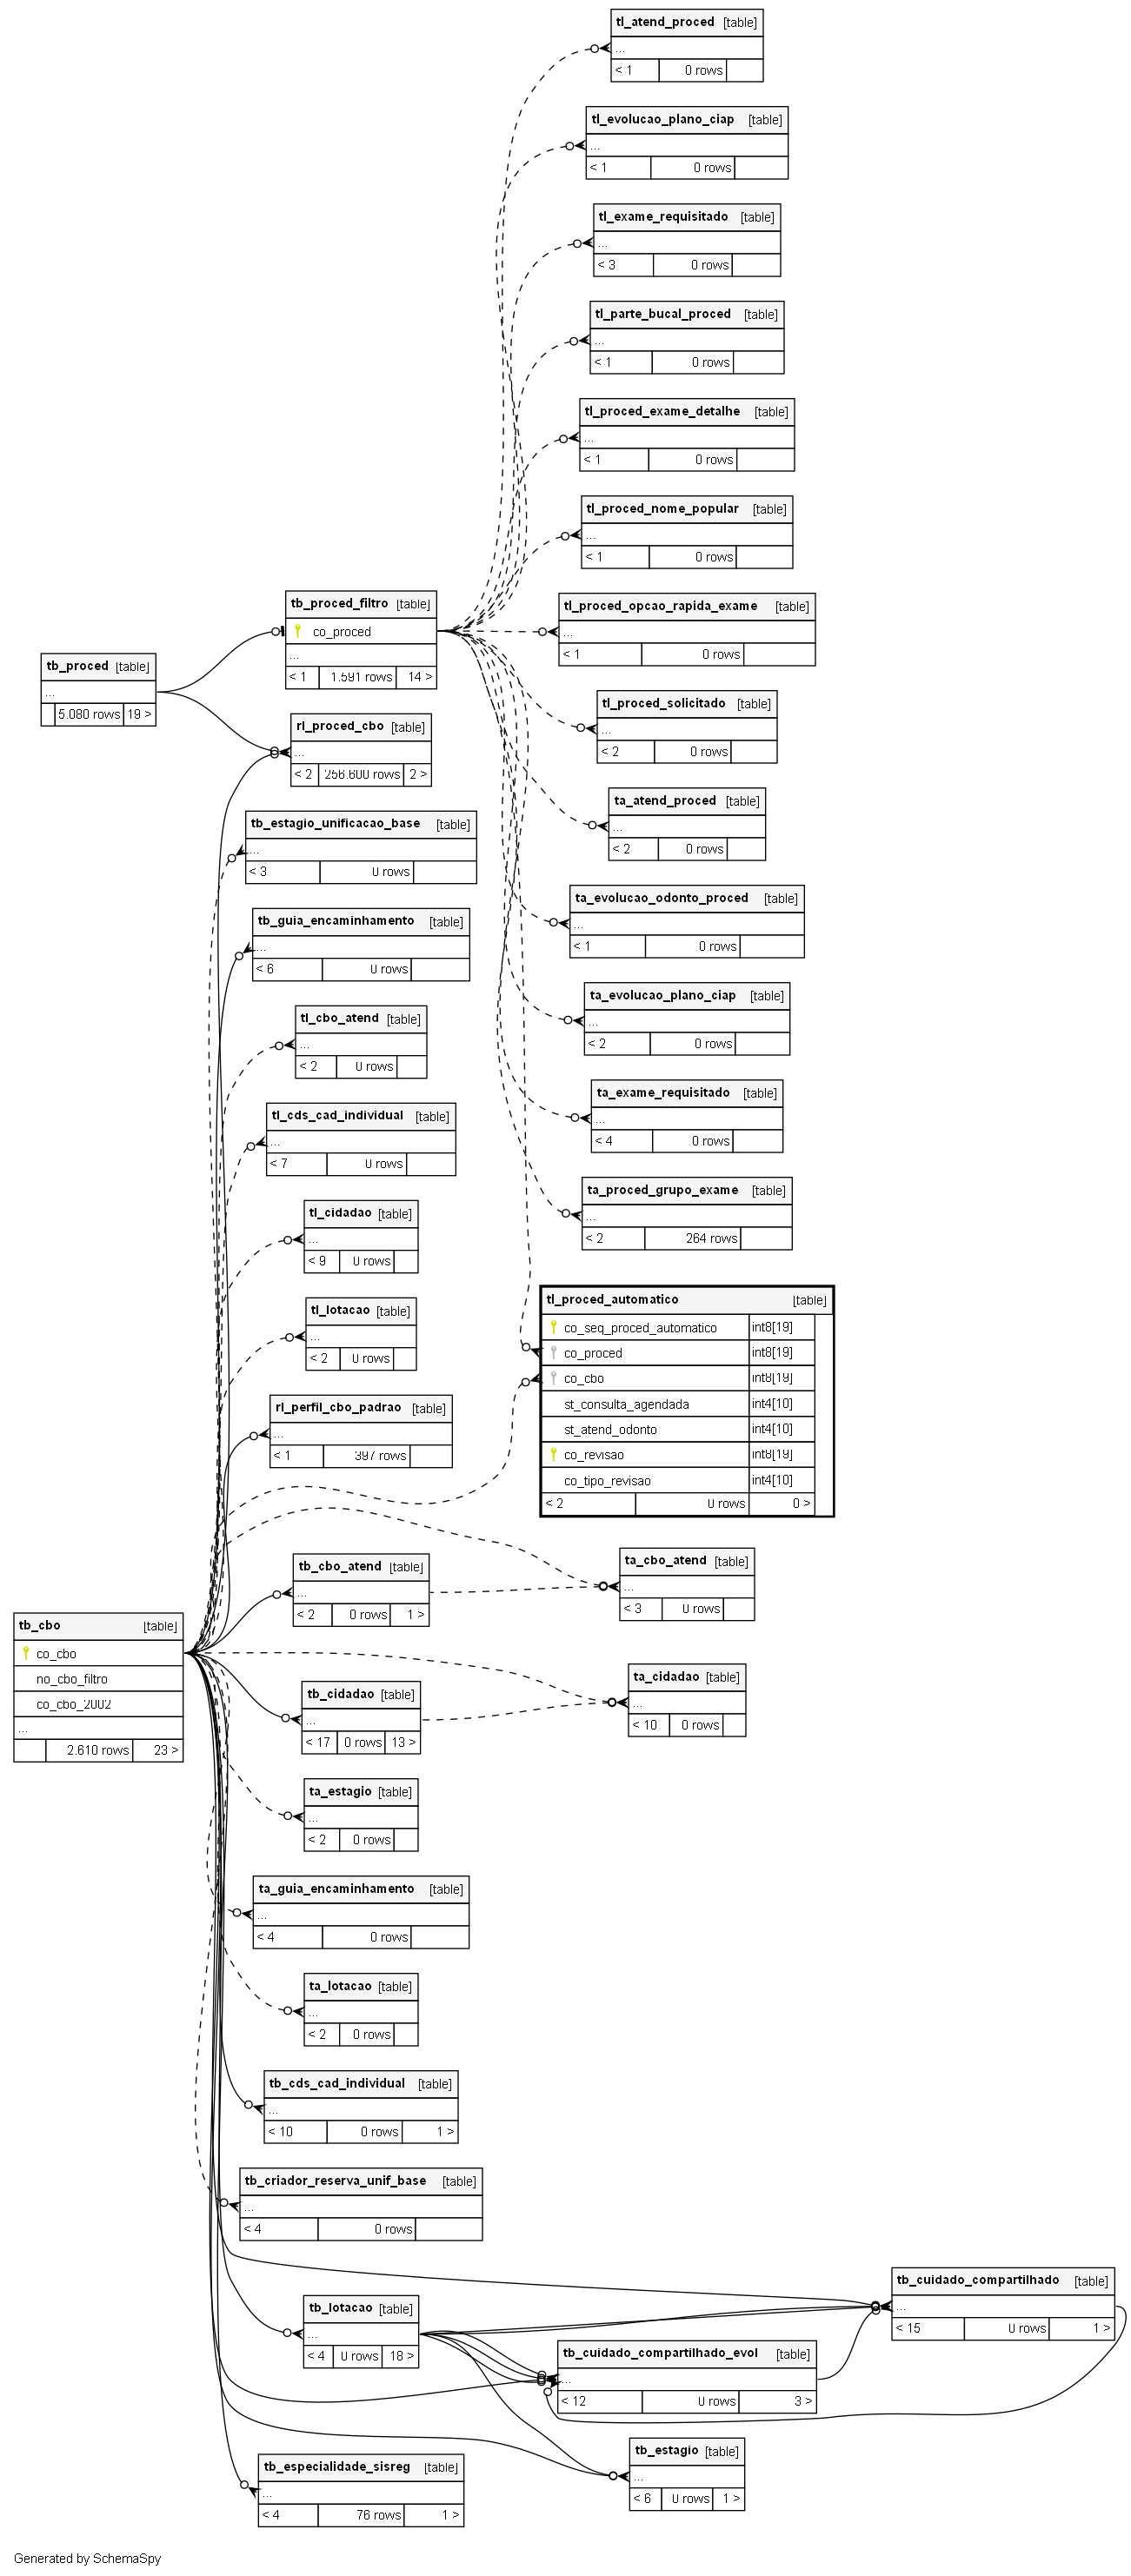 tl_atend_proced [table]
...
< 1 0 rows
tl_evolucao_plano_ciap [table]
...
< 1 0 rows
tl_exame_requisitado [table]
...
< 3 0 rows
tl_parte_bucal_proced [table]
...
< 1 0 rows
tl_proced_exame_detalhe [table]
...
< 1 0 rows
tl_proced_nome_popular [table]
...
< 1 0 rows
tb_proced_filtro [table]
co_proced
...
< 1 1.591 rows 14 >
tl_proced_opcao_rapida_exame [table]
...
< 1 0 rows
tb_proced [table]
...
5.080 rows 19 >
tl_proced_solicitado [table]
...
< 2 0 rows
rl_proced_cbo [table]
...
< 2 256.600 rows 2 >
ta_atend_proced [table]
...
< 2 0 rows
tb_estagio_unificacao_base [table]
...
< 3 0 rows
ta_evolucao_odonto_proced [table]
...
< 1 0 rows
tb_guia_encaminhamento [table]
...
< 6 0 rows
ta_evolucao_plano_ciap [table]
...
< 2 0 rows
tl_cbo_atend [table]
...
< 2 0 rows
ta_exame_requisitado [table]
...
< 4 0 rows
tl_cds_cad_individual [table]
...
< 7 0 rows
ta_proced_grupo_exame [table]
...
< 2 264 rows
tl_cidadao [table]
...
< 9 0 rows
tl_proced_automatico [table]
co_seq_proced_automatico int8[19]
co_proced int8[19]
co_cbo int8[19]
st_consulta_agendada int4[10]
st_atend_odonto int4[10]
co_revisao int8[19]
co_tipo_revisao int4[10]
< 2 0 rows 0 >
tl_lotacao [table]
...
< 2 0 rows
rl_perfil_cbo_padrao [table]
...
< 1 397 rows
tb_cbo_atend [table]
...
< 2 0 rows 1 >
ta_cbo_atend [table]
...
< 3 0 rows
tb_cbo [table]
co_cbo
no_cbo_filtro
co_cbo_2002
...
2.610 rows 23 >
tb_cidadao [table]
...
< 17 0 rows 13 >
ta_cidadao [table]
...
< 10 0 rows
ta_estagio [table]
...
< 2 0 rows
ta_guia_encaminhamento [table]
...
< 4 0 rows
ta_lotacao [table]
...
< 2 0 rows
tb_cds_cad_individual [table]
...
< 10 0 rows 1 >
tb_criador_reserva_unif_base [table]
...
< 4 0 rows
tb_lotacao [table]
...
< 4 0 rows 18 >
tb_cuidado_compartilhado [table]
...
< 15 0 rows 1 >
tb_cuidado_compartilhado_evol [table]
...
< 12 0 rows 3 >
tb_estagio [table]
...
< 6 0 rows 1 >
tb_especialidade_sisreg [table]
...
< 4 76 rows 1 >
Generated by SchemaSpy